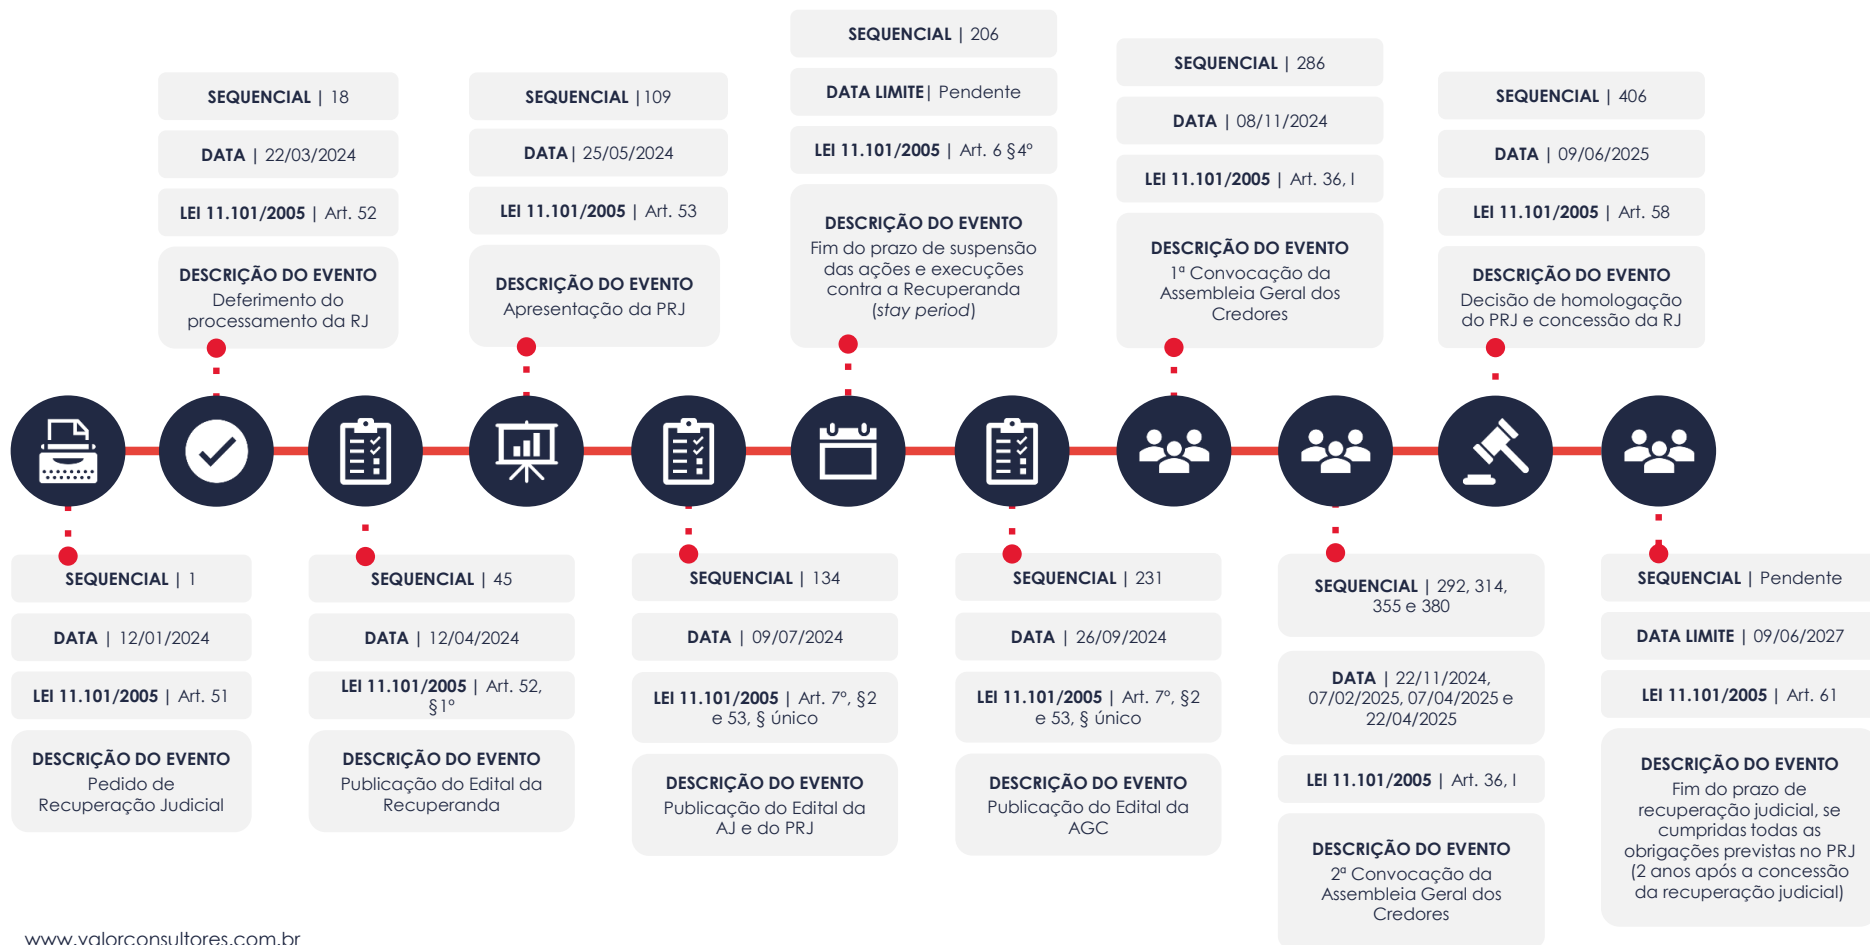 SEQUENCIAL | 1
DATA | 12/01/2024
LEI 11.101/2005 | Art. 51
DESCRIÇÃO DO EVENTO
Pedido de
Recuperação Judicial
SEQUENCIAL | 18
DATA | 22/03/2024
LEI 11.101/2005 | Art. 52
DESCRIÇÃO DO EVENTO
Deferimento do
processamento da RJ
SEQUENCIAL | 45
DATA | 12/04/2024
LEI 11.101/2005 | Art. 52,
§1º
DESCRIÇÃO DO EVENTO
Publicação do Edital da
Recuperanda
SEQUENCIAL |109
DATA| 25/05/2024
LEI 11.101/2005 | Art. 53
DESCRIÇÃO DO EVENTO
Apresentação da PRJ
SEQUENCIAL | 134
DATA | 09/07/2024
LEI 11.101/2005 | Art. 7º, §2
e 53, § único
DESCRIÇÃO DO EVENTO
Publicação do Edital da
AJ e do PRJ
SEQUENCIAL | 206
DATA LIMITE| Pendente
LEI 11.101/2005 | Art. 6 §4º
DESCRIÇÃO DO EVENTO
Fim do prazo de suspensão
das ações e execuções
contra a Recuperanda
(stay period)
SEQUENCIAL | 231
DATA | 26/09/2024
LEI 11.101/2005 | Art. 7º, §2
e 53, § único
DESCRIÇÃO DO EVENTO
Publicação do Edital da
AGC
SEQUENCIAL | 286
DATA | 08/11/2024
LEI 11.101/2005 | Art. 36, I
DESCRIÇÃO DO EVENTO
1ª Convocação da
Assembleia Geral dos
Credores
SEQUENCIAL | 292, 314,
355 e 380
DATA | 22/11/2024,
07/02/2025, 07/04/2025 e
22/04/2025
LEI 11.101/2005 | Art. 36, I
DESCRIÇÃO DO EVENTO
2ª Convocação da
Assembleia Geral dos
Credores
SEQUENCIAL | 406
DATA | 09/06/2025
LEI 11.101/2005 | Art. 58
DESCRIÇÃO DO EVENTO
Decisão de homologação
do PRJ e concessão da RJ
SEQUENCIAL | Pendente
DATA LIMITE | 09/06/2027
LEI 11.101/2005 | Art. 61
DESCRIÇÃO DO EVENTO
Fim do prazo de
recuperação judicial, se
cumpridas todas as
obrigações previstas no PRJ
(2 anos após a concessão
da recuperação judicial)
www.valorconsultores.com.br